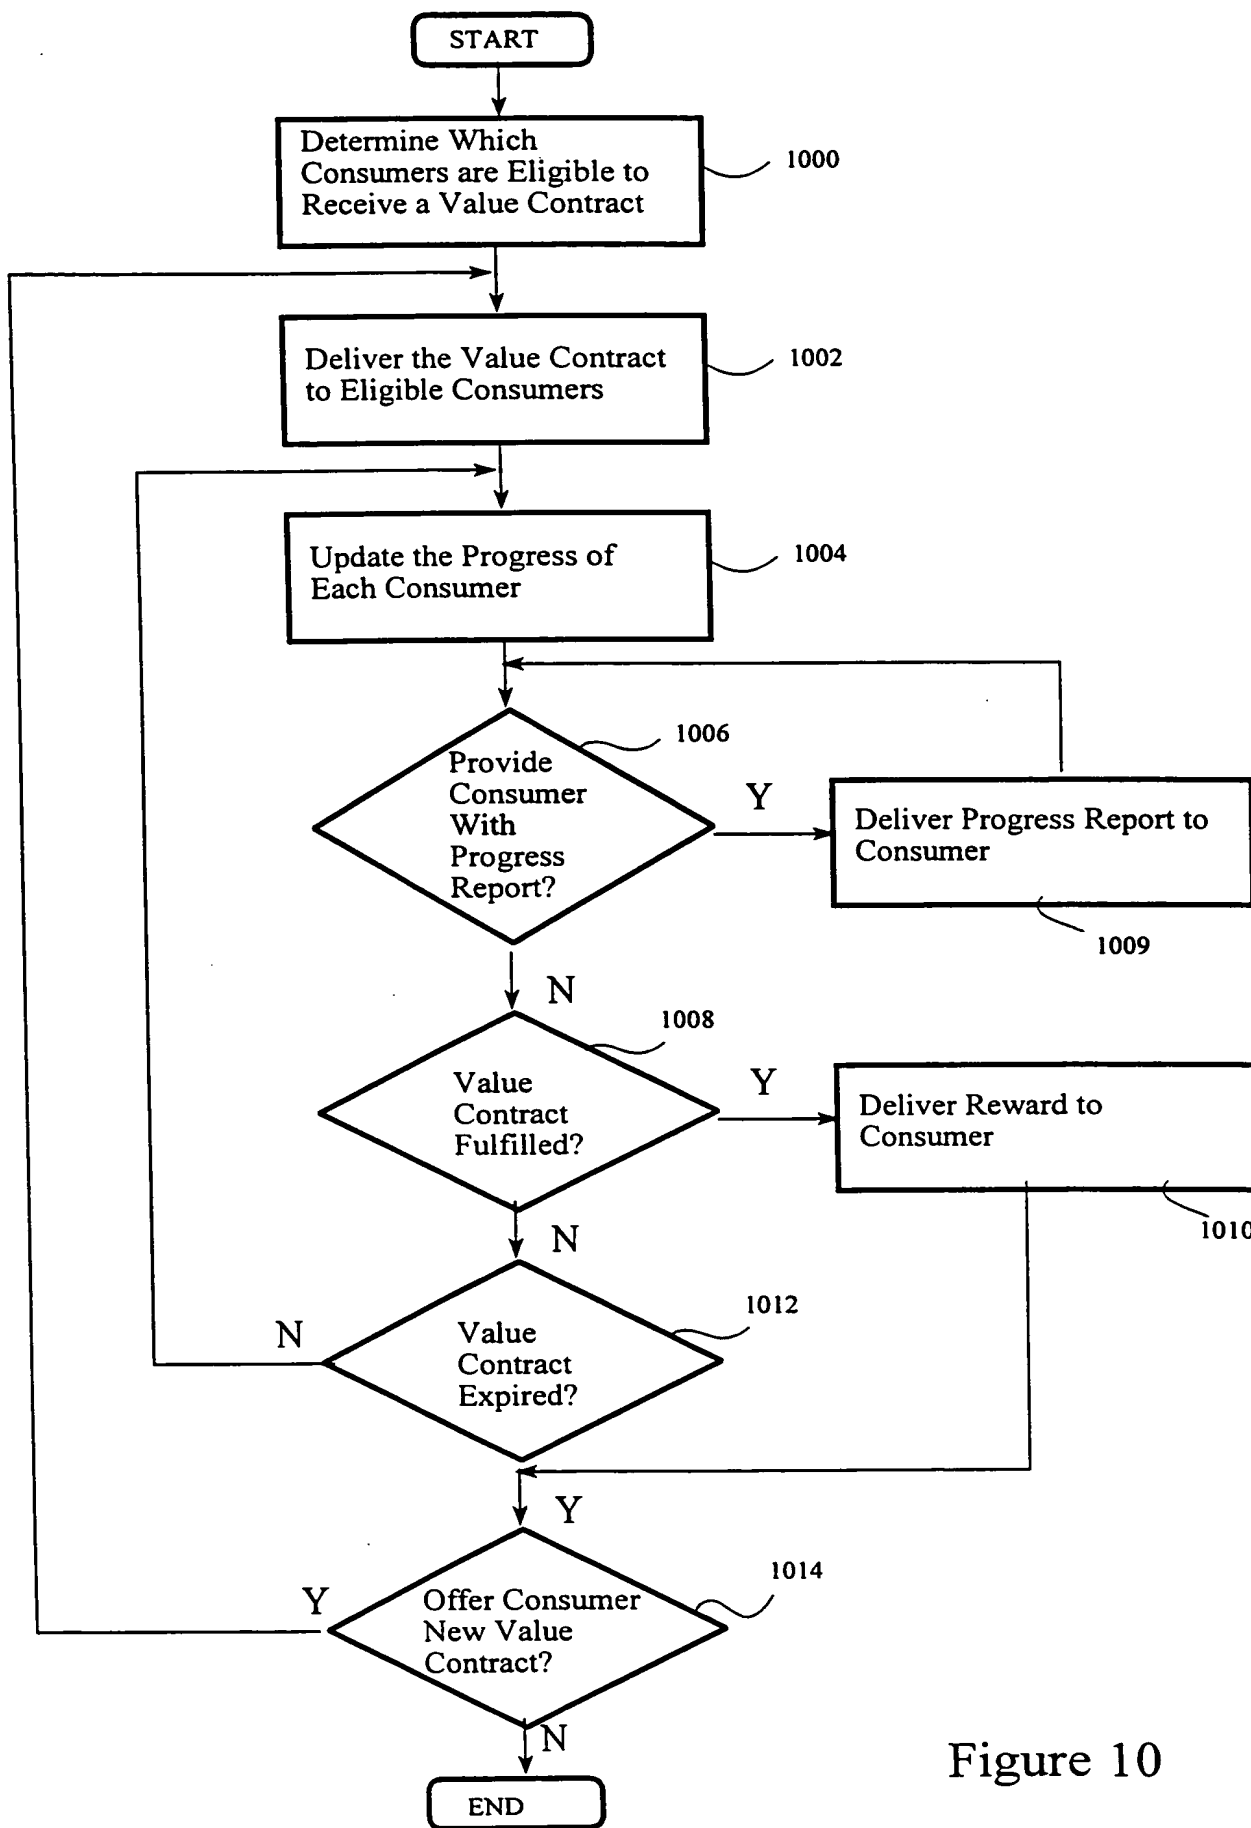 START
Determine Which
Consumers are Eligible to
Receive a Value Contract
1000
Deliver the Value Contract
to Eligible Consumers
1002
Update the Progress of
Each Consumer
1004
1006
Provide
Consumer
With
Progress
Report?
Y
Deliver Progress Report to
Consumer
1009
N
1008
Value
Contract
Fulfilled?
Y
Deliver Reward to
Consumer
1010
N
1012
Value
Contract
Expired?
N
Y
1014
Offer Consumer
New Value
Contract?
Y
N
END
Figure 10